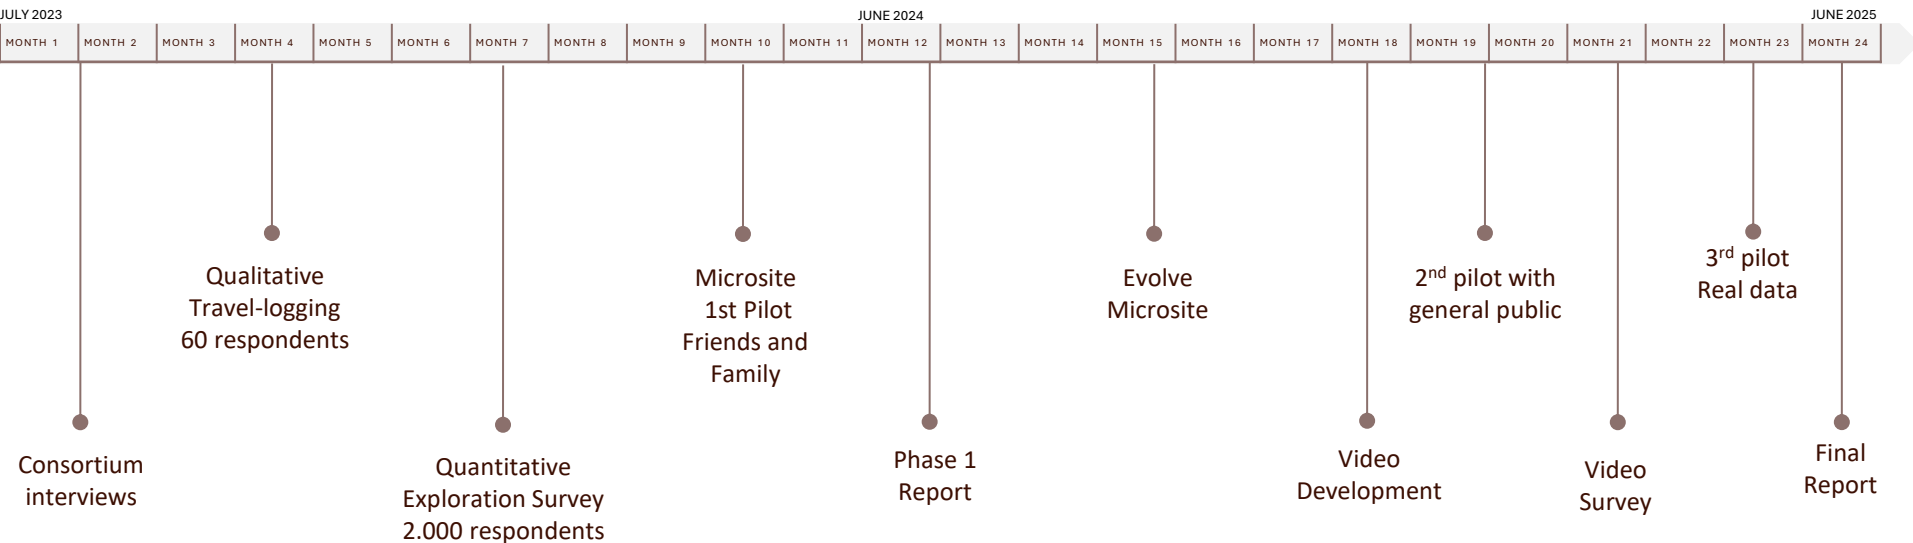 JULY 2023
JUNE 2024
JUNE 2025
MONTH 1
MONTH 2
MONTH 3
MONTH 4
MONTH 5
MONTH 6
MONTH 7
MONTH 8
MONTH 9
MONTH 10
MONTH 11
MONTH 12
MONTH 13
MONTH 14
MONTH 15
MONTH 16
MONTH 17
MONTH 18
MONTH 19
MONTH 20
MONTH 21
MONTH 22
MONTH 23
MONTH 24
Consortium
interviews
Qualitative
Travel-logging
60 respondents
Quantitative
Exploration Survey
2.000 respondents
Microsite
1st Pilot
Friends and
Family
Phase 1
Report
Evolve
Microsite
Video
Development
2nd pilot with
general public
Video
Survey
3rd pilot
Real data
Final
Report